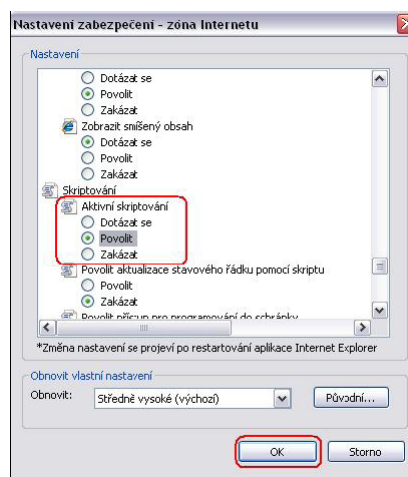 Nastavení zabezpečení - zóna Internetu
Nastavení
Dotázat se
Povolit
Zakázat
Zobrazit smíšený obsah
Dotázat se
Povolit
Zakázat
Skriptování
Aktivní skriptování
Dotázat se
Povolit
Zakázat
Povolit aktualizace stavového řádku pomocí skriptu
Povolit
Zakázat
Povolit přístup pro programování do schránky
*Změna nastavení se projeví po restartování aplikace Internet Explorer
Obnovit vlastní nastavení
Obnovit:
Středně vysoké (výchozí)
Původní...
OK
Storno